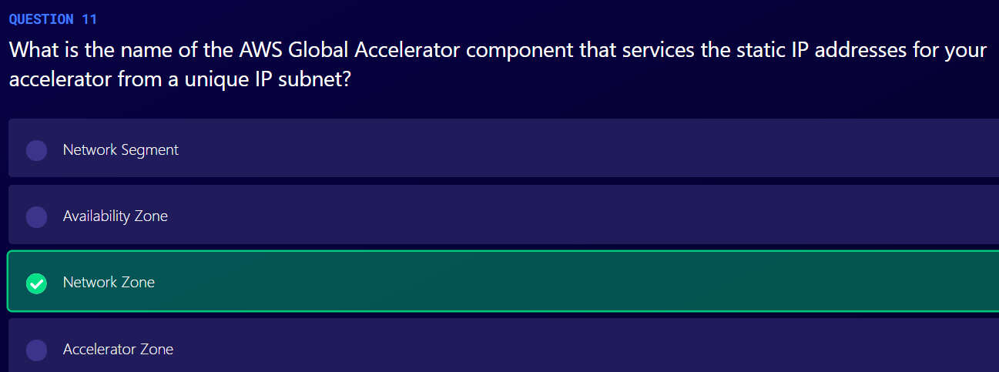 QUESTION 11
What is the name of the AWS Global Accelerator component that services the static IP addresses for your
accelerator from a unique IP subnet?
Network Segment
Availability Zone
Network Zone
Accelerator Zone